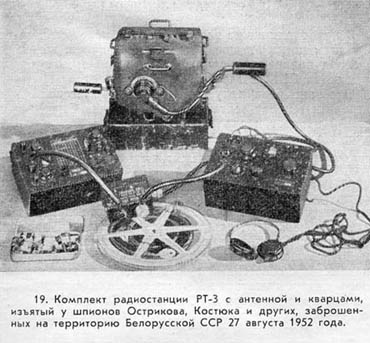 19. Комплект радиостанции РТ-3 с антенной и кварцами,
изъятый у шпионов Острикова, Костюка и других, заброшен-
ных на территорию Белорусской ССР 27 августа 1952 года.